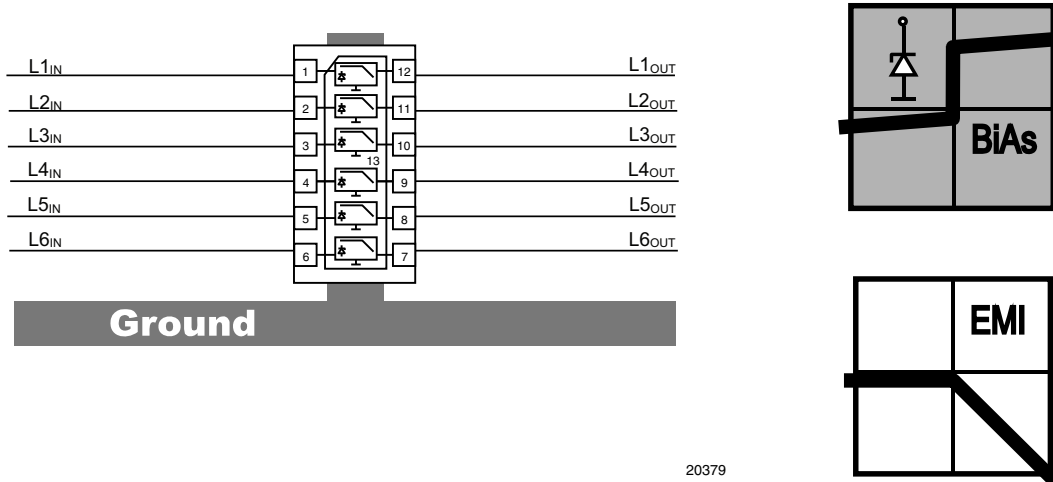 L1IN 1 12 L1OUT
L2IN 2 11 L2OUT
L3IN 3 10 L3OUT
13
L4IN 4 9 L4OUT
L5IN 5 8 L5OUT
L6IN 6 7 L6OUT
Ground
20379
BiAs
EMI